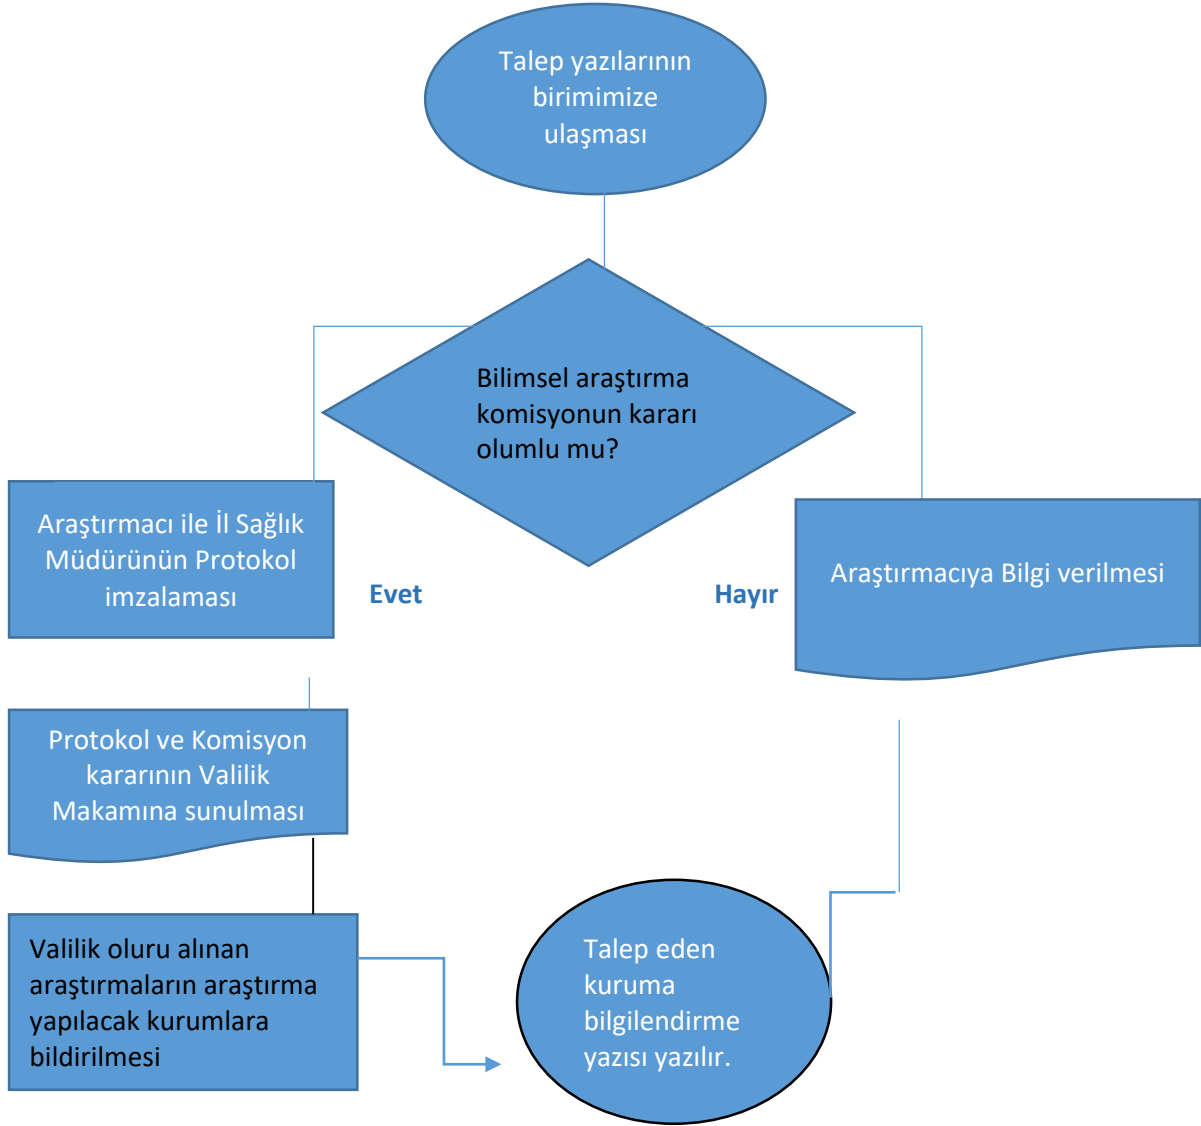 Talep yazılarının
birimimize
ulaşması
Bilimsel araştırma
komisyonun kararı
olumlu mu?
Araştırmacı ile İl Sağlık
Müdürünün Protokol
imzalaması
Evet
Hayır
Araştırmacıya Bilgi verilmesi
Protokol ve Komisyon
kararının Valilik
Makamına sunulması
Valilik oluru alınan
araştırmaların araştırma
yapılacak kurumlara
bildirilmesi
Talep eden
kuruma
bilgilendirme
yazısı yazılır.